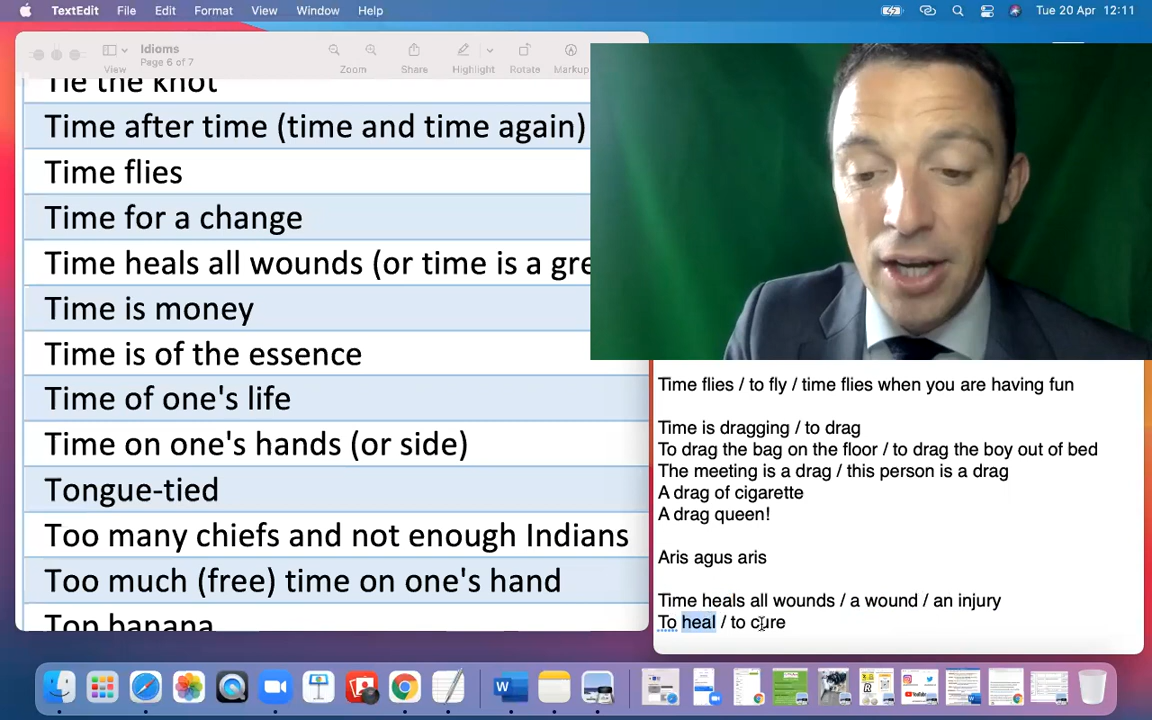 TextEdit File Edit Format View Window Help Tue 20 Apr 12:11
Idioms
Page 6 of 7
View Zoom Share Highlight Rotate Markup
Tie the knot
Time after time (time and time again)
Time flies
Time for a change
Time heals all wounds (or time is a gre
Time is money
Time is of the essence
Time of one's life
Time on one's hands (or side)
Tongue-tied
Too many chiefs and not enough Indians
Too much (free) time on one's hand
Top banana
Time flies / to fly / time flies when you are having fun
Time is dragging / to drag
To drag the bag on the floor / to drag the boy out of bed
The meeting is a drag / this person is a drag
A drag of cigarette
A drag queen!
Aris agus aris
Time heals all wounds / a wound / an injury
To heal / to cure